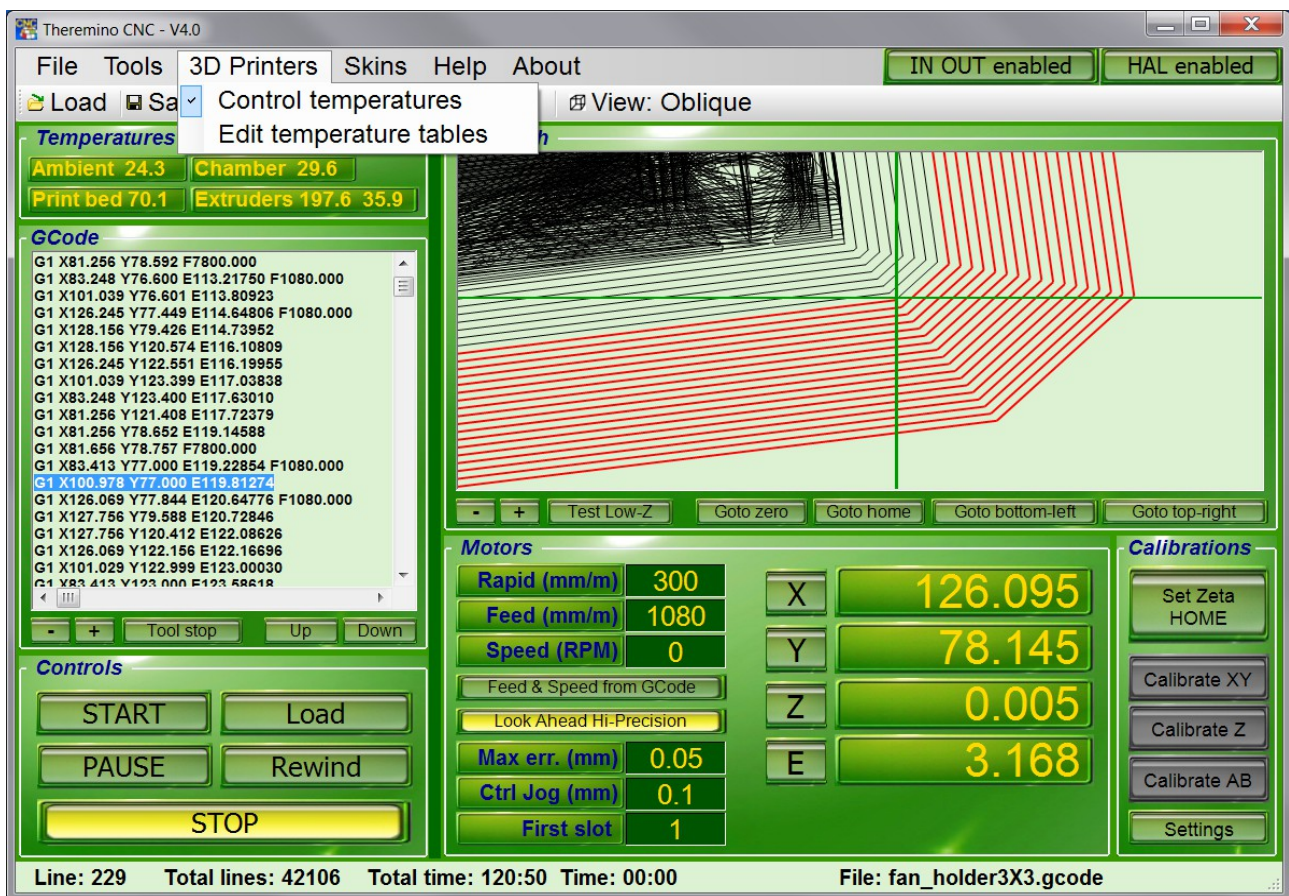 Theremino CNC - V4.0
File Tools 3D Printers Skins Help About IN OUT enabled HAL enabled
Load Sa View: Oblique
Control temperatures
Edit temperature tables
Temperatures
Ambient 24.3 Chamber 29.6
Print bed 70.1 Extruders 197.6 35.9
GCode
G1 X81.256 Y78.592 F7800.000
G1 X83.248 Y76.600 E113.21750 F1080.000
G1 X101.039 Y76.601 E113.80923
G1 X126.245 Y77.449 E114.64806 F1080.000
G1 X128.156 Y79.426 E114.73952
G1 X128.156 Y120.574 E116.10809
G1 X126.245 Y122.551 E116.19955
G1 X101.039 Y123.399 E117.03838
G1 X83.248 Y123.400 E117.63010
G1 X81.256 Y121.408 E117.72379
G1 X81.256 Y78.652 E119.14588
G1 X81.656 Y78.757 F7800.000
G1 X83.413 Y77.000 E119.22854 F1080.000
G1 X100.978 Y77.000 E119.81274
G1 X126.069 Y77.844 E120.64776 F1080.000
G1 X127.756 Y79.588 E120.72846
G1 X127.756 Y120.412 E122.08626
G1 X126.069 Y122.156 E122.16696
G1 X101.029 Y122.999 E123.00030
G1 X83.413 Y123.000 E123.58618
- + Tool stop Up Down
- + Test Low-Z Goto zero Goto home Goto bottom-left Goto top-right
Controls
START Load
PAUSE Rewind
STOP
Motors
Rapid (mm/m) 300
Feed (mm/m) 1080
Speed (RPM) 0
Feed & Speed from GCode
Look Ahead Hi-Precision
Max err. (mm) 0.05
Ctrl Jog (mm) 0.1
First slot 1
X 126.095
Y 78.145
Z 0.005
E 3.168
Calibrations
Set Zeta
HOME
Calibrate XY
Calibrate Z
Calibrate AB
Settings
Line: 229 Total lines: 42106 Total time: 120:50 Time: 00:00 File: fan_holder3X3.gcode